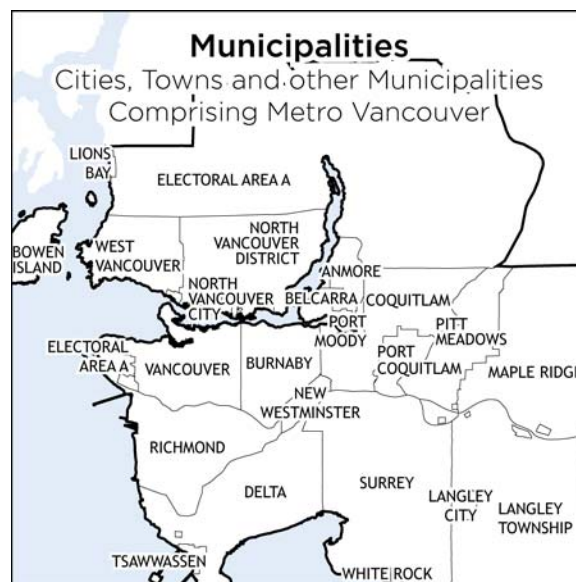 Municipalities
Cities, Towns and other Municipalities
Comprising Metro Vancouver
LIONS
BAY
ELECTORAL AREA A
BOWEN
ISLAND
WEST
VANCOUVER
NORTH
VANCOUVER
DISTRICT
NORTH
VANCOUVER
CITY
ANMORE
BELCARRA
COQUITLAM
PORT
MOODY
PITT
MEADOWS
ELECTORAL
AREA A
VANCOUVER
BURNABY
PORT
COQUITLAM
MAPLE RIDGE
NEW
WESTMINSTER
RICHMOND
DELTA
SURREY
LANGLEY
CITY
LANGLEY
TOWNSHIP
TSAWWASSEN
WHITE ROCK